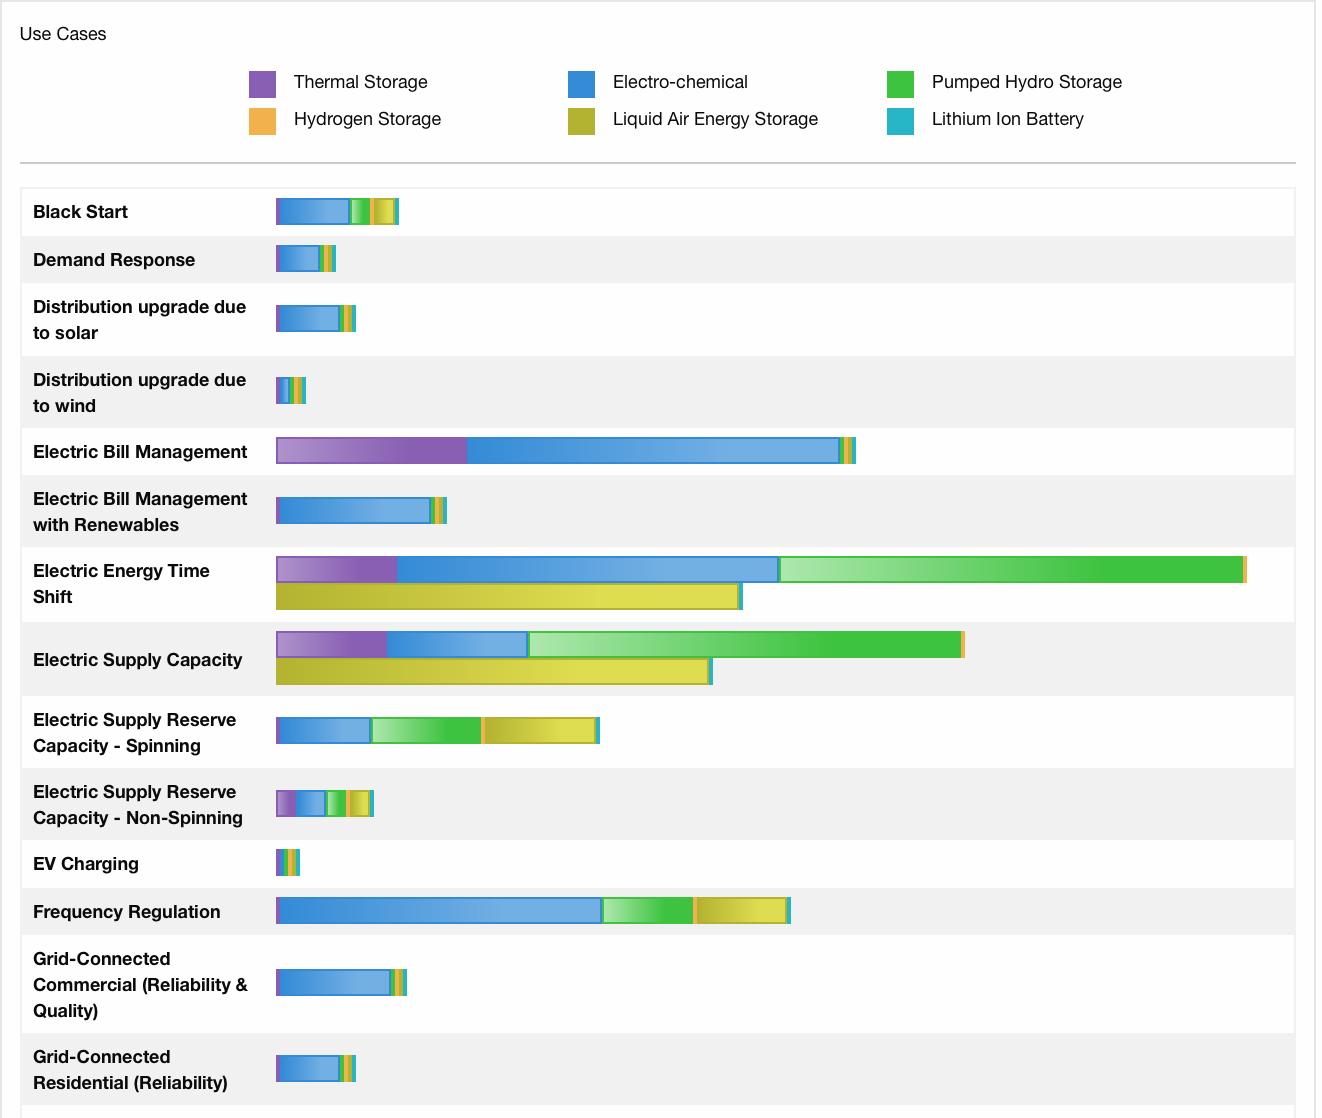 Use Cases
Thermal Storage
Electro-chemical
Pumped Hydro Storage
Hydrogen Storage
Liquid Air Energy Storage
Lithium Ion Battery
Black Start
Demand Response
Distribution upgrade due
to solar
Distribution upgrade due
to wind
Electric Bill Management
Electric Bill Management
with Renewables
Electric Energy Time
Shift
Electric Supply Capacity
Electric Supply Reserve
Capacity - Spinning
Electric Supply Reserve
Capacity - Non-Spinning
EV Charging
Frequency Regulation
Grid-Connected
Commercial (Reliability &
Quality)
Grid-Connected
Residential (Reliability)